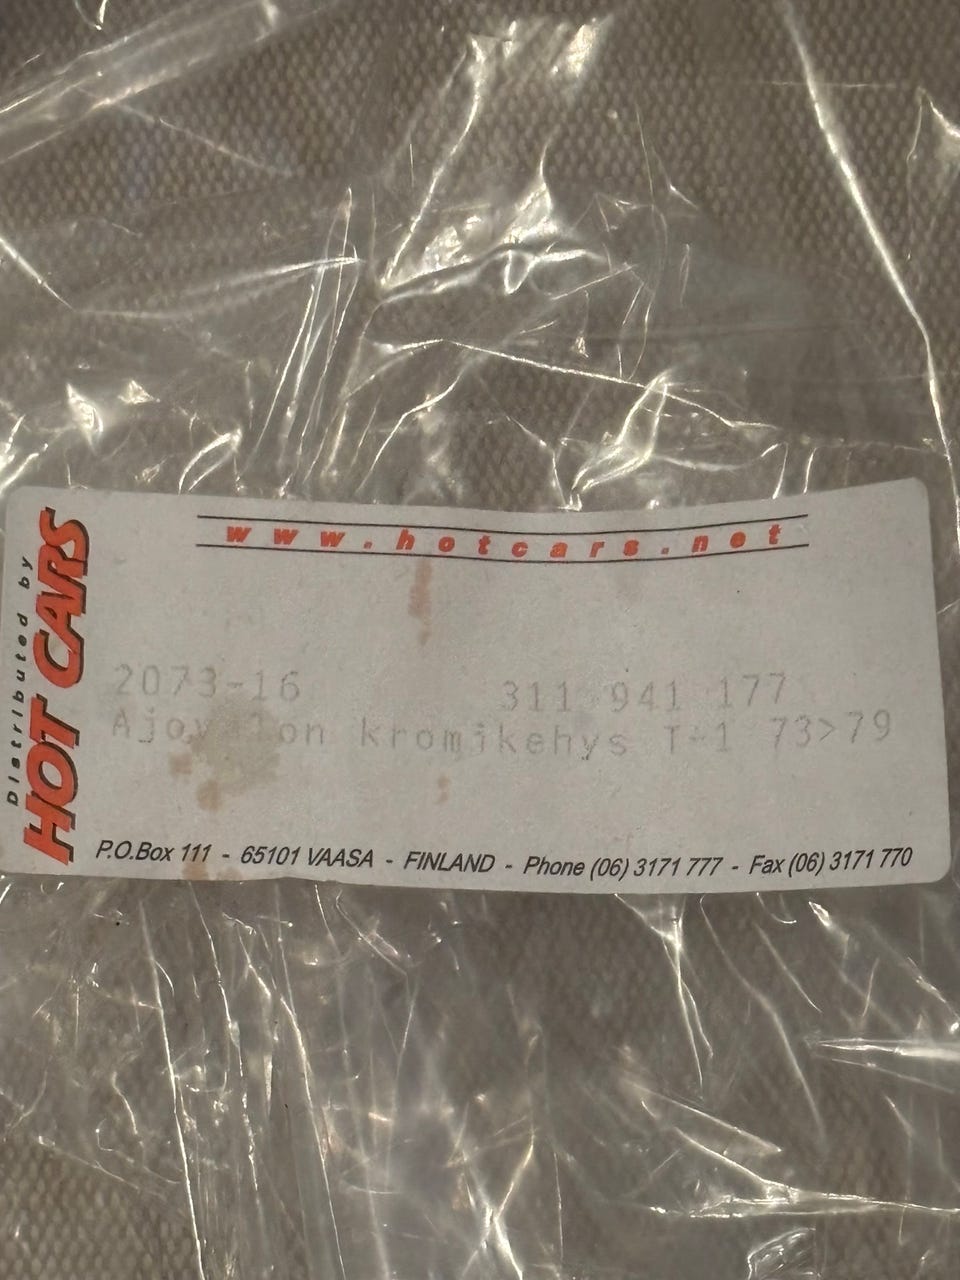 www.hotcars.net
Distributed by
HOT CARS
2073-16 311 941 177
kromikehys T-1 73>79
P.O.Box 111 - 65101 VAASA - FINLAND - Phone (06) 3171 777 - Fax (06) 3171 770